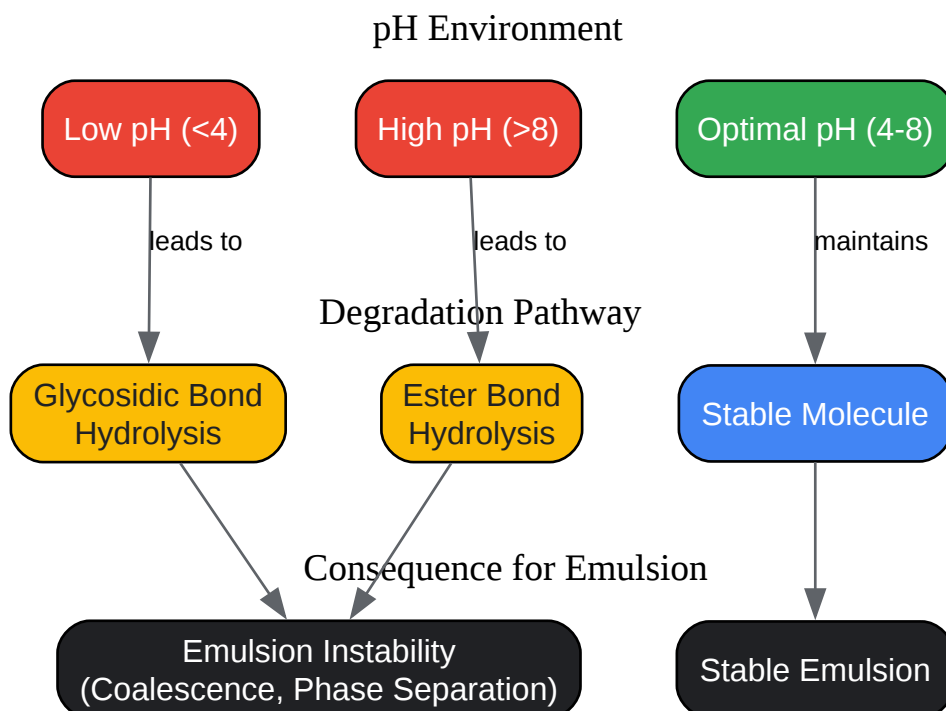 pH Environment
Low pH (<4)
High pH (>8)
Optimal pH (4-8)
leads to
leads to
maintains
Degradation Pathway
Glycosidic Bond
Hydrolysis
Ester Bond
Hydrolysis
Stable Molecule
Consequence for Emulsion
Emulsion Instability
(Coalescence, Phase Separation)
Stable Emulsion